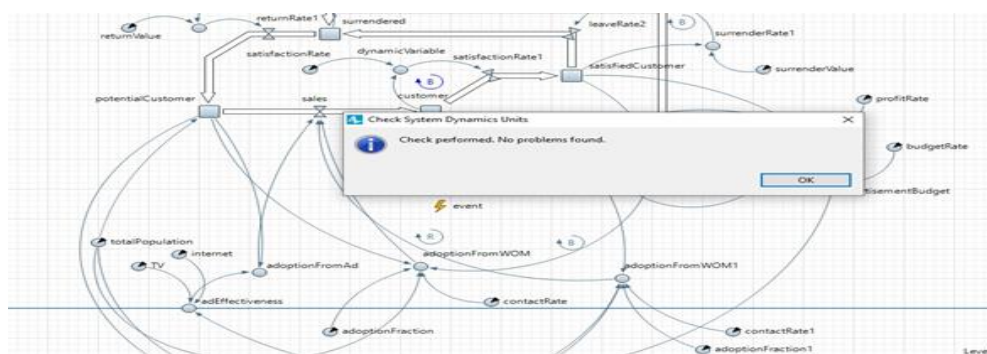 returnRate1
surrendered
leaveRate2
B
returnValue
surrenderRate1
satisfactionRate
dynamicVariable
satisfactionRate1
satisfiedCustomer
surrenderValue
B
potentialCustomer
sales
customer
profitRate
Check System Dynamics Units
Check performed. No problems found.
budgetRate
OK
tisementBudget
event
R
B
totalPopulation
internet
adoptionFromWOM
TV
adoptionFromAd
adoptionFromWOM1
adEffectiveness
contactRate
adoptionFraction
contactRate1
adoptionFraction1
Leve